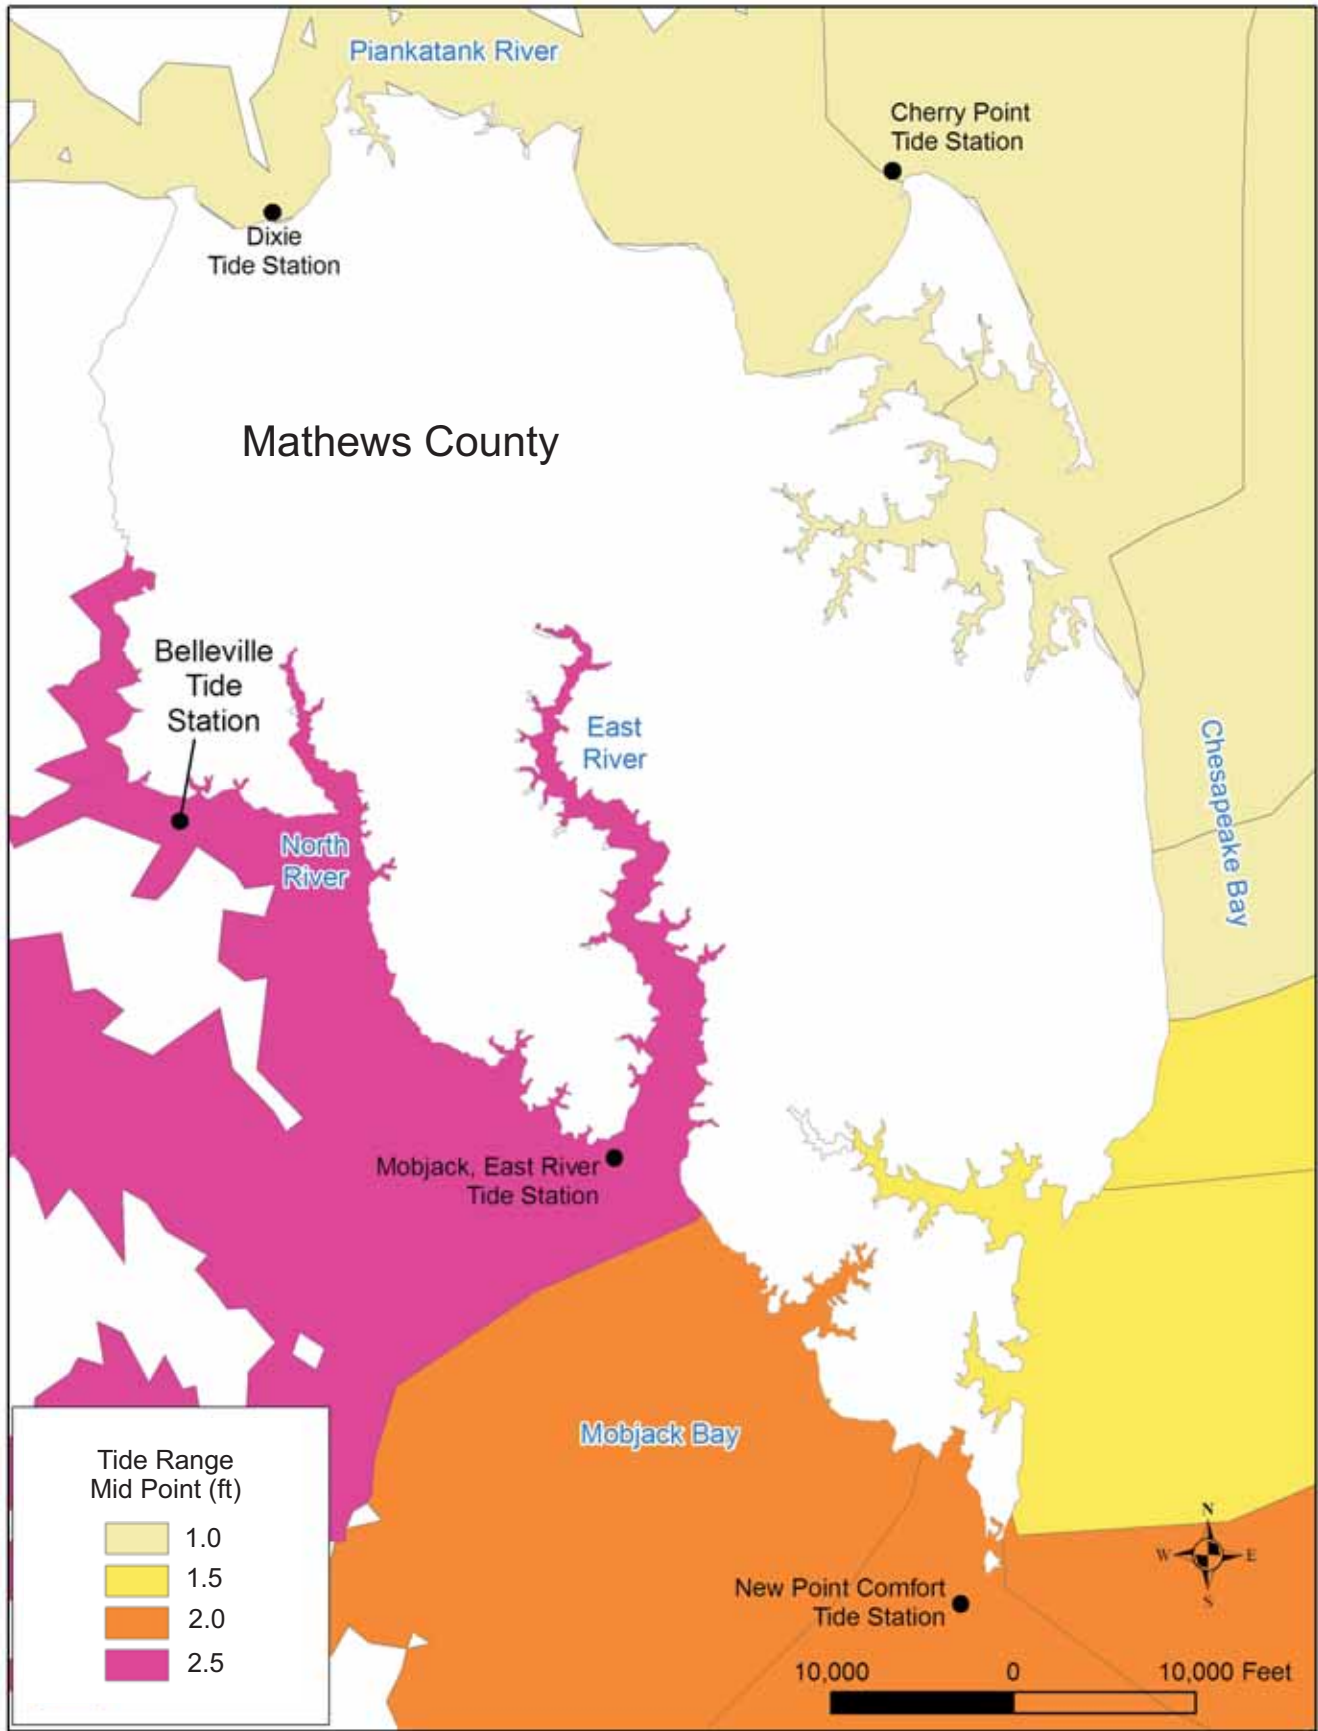 Piankatank River
Cherry Point
Tide Station
Dixie
Tide Station
Mathews County
Belleville
Tide
Station
East
River
Chesapeake Bay
North
River
Mobjack, East River
Tide Station
Mobjack Bay
Tide Range
Mid Point (ft)
1.0
1.5
2.0
2.5
N
W E
S
New Point Comfort
Tide Station
10,000 0 10,000 Feet